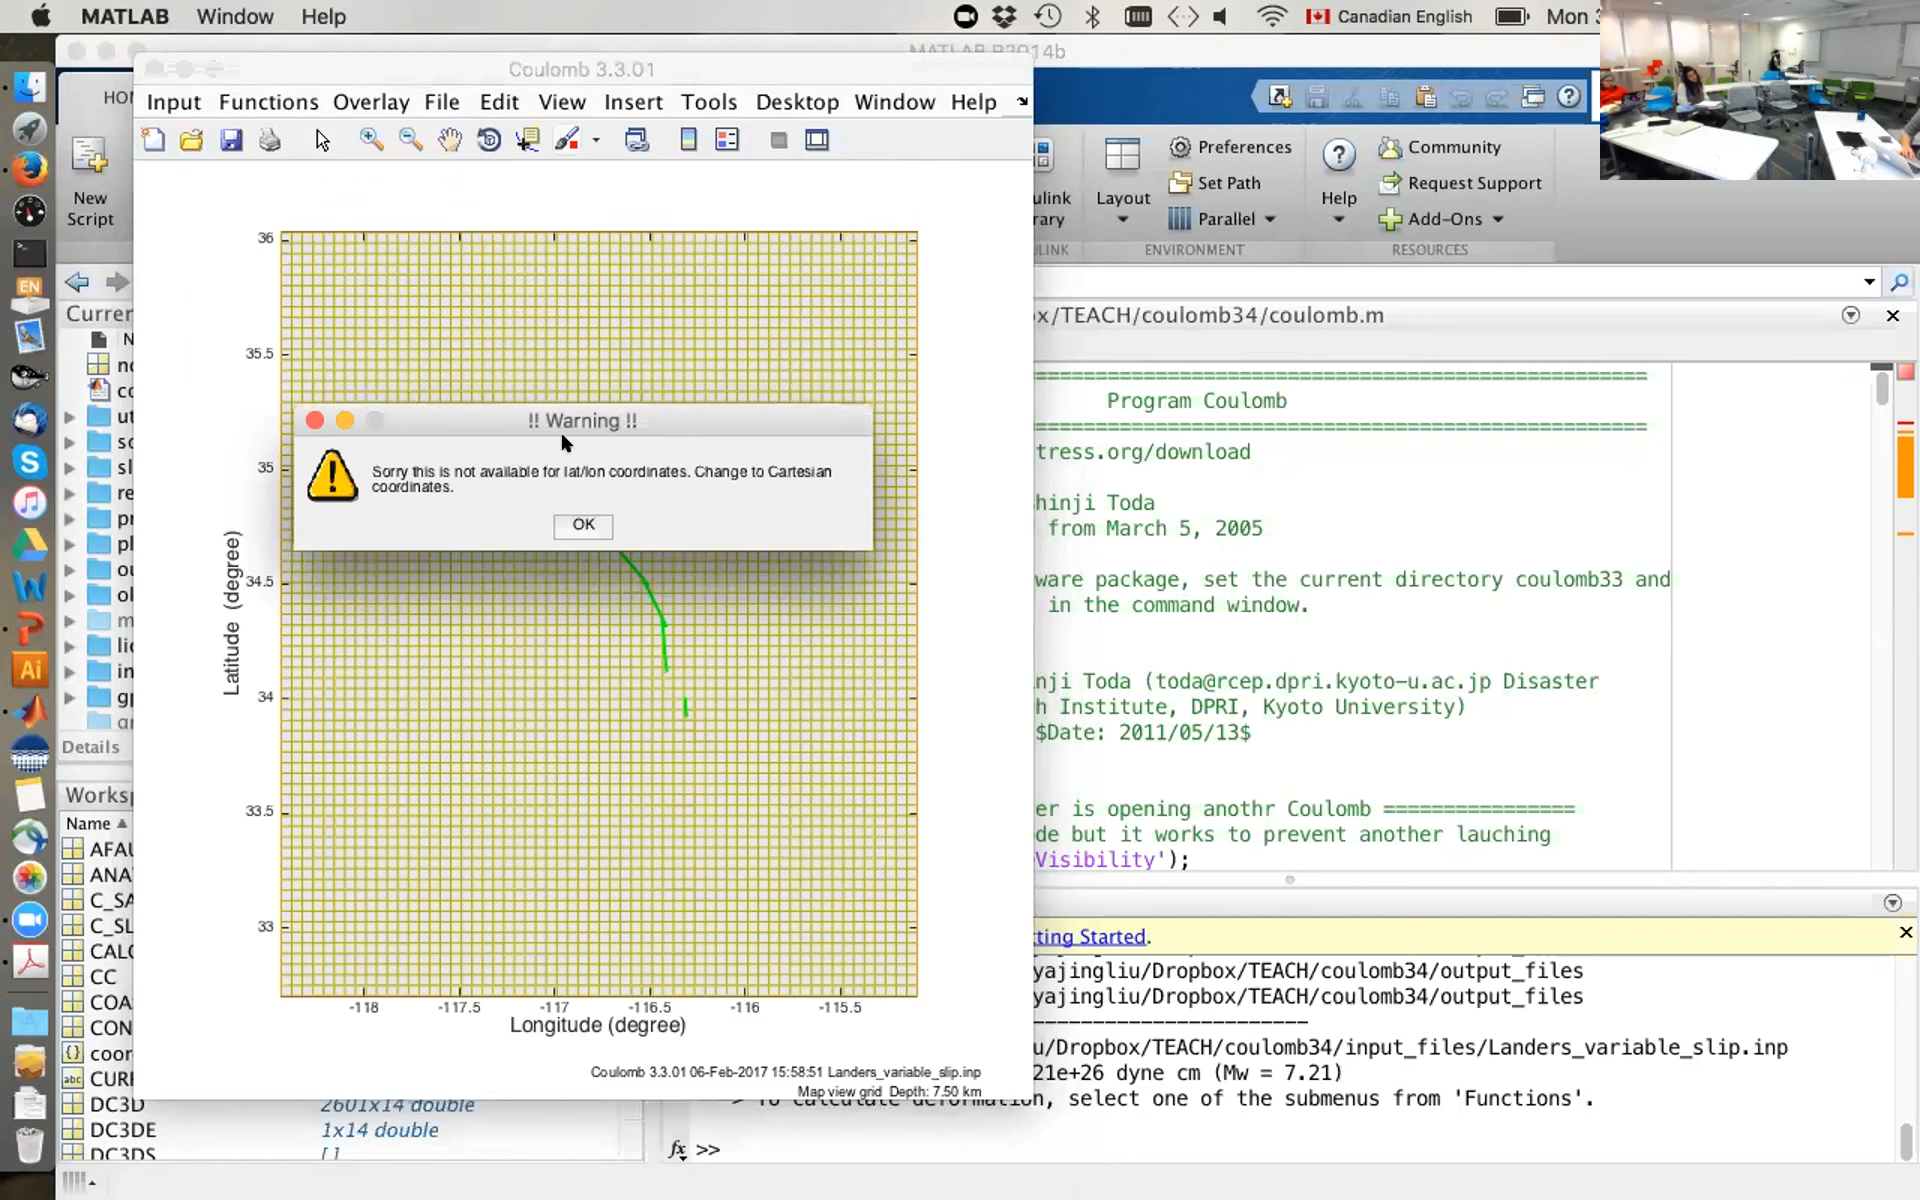 MATLAB Window Help Canadian English Mon
MATLAB R2014b
Coulomb 3.3.01
Input Functions Overlay File Edit View Insert Tools Desktop Window Help
New
Script
Layout
Preferences
Set Path
Parallel
ENVIRONMENT
Help
Community
Request Support
Add-Ons
RESOURCES
EN
x/TEACH/coulomb34/coulomb.m
36
35.5
35
34.5
34
33.5
33
Latitude (degree)
-118 -117.5 -117 -116.5 -116 -115.5
Longitude (degree)
Coulomb 3.3.01 06-Feb-2017 15:58:51 Landers_variable_slip.inp
Map view grid Depth: 7.50 km
!! Warning !!
Sorry this is not available for lat/lon coordinates. Change to Cartesian
coordinates.
OK
Program Coulomb
tress.org/download
hinji Toda
from March 5, 2005
ware package, set the current directory coulomb33 and
in the command window.
nji Toda (toda@rcep.dpri.kyoto-u.ac.jp Disaster
h Institute, DPRI, Kyoto University)
$Date: 2011/05/13$
er is opening anothr Coulomb ===============
de but it works to prevent another lauching
Visibility');
ting Started.
yajingliu/Dropbox/TEACH/coulomb34/output_files
yajingliu/Dropbox/TEACH/coulomb34/output_files
u/Dropbox/TEACH/coulomb34/input_files/Landers_variable_slip.inp
21e+26 dyne cm (Mw = 7.21)
> To calculate deformation, select one of the submenus from 'Functions'.
fx >>
Details
Name
AFAU
ANA
C_SA
C_SL
CALC
CC
COA
CON
coor
CURR
DC3D 2601x14 double
DC3DE 1x14 double
DC3DS []